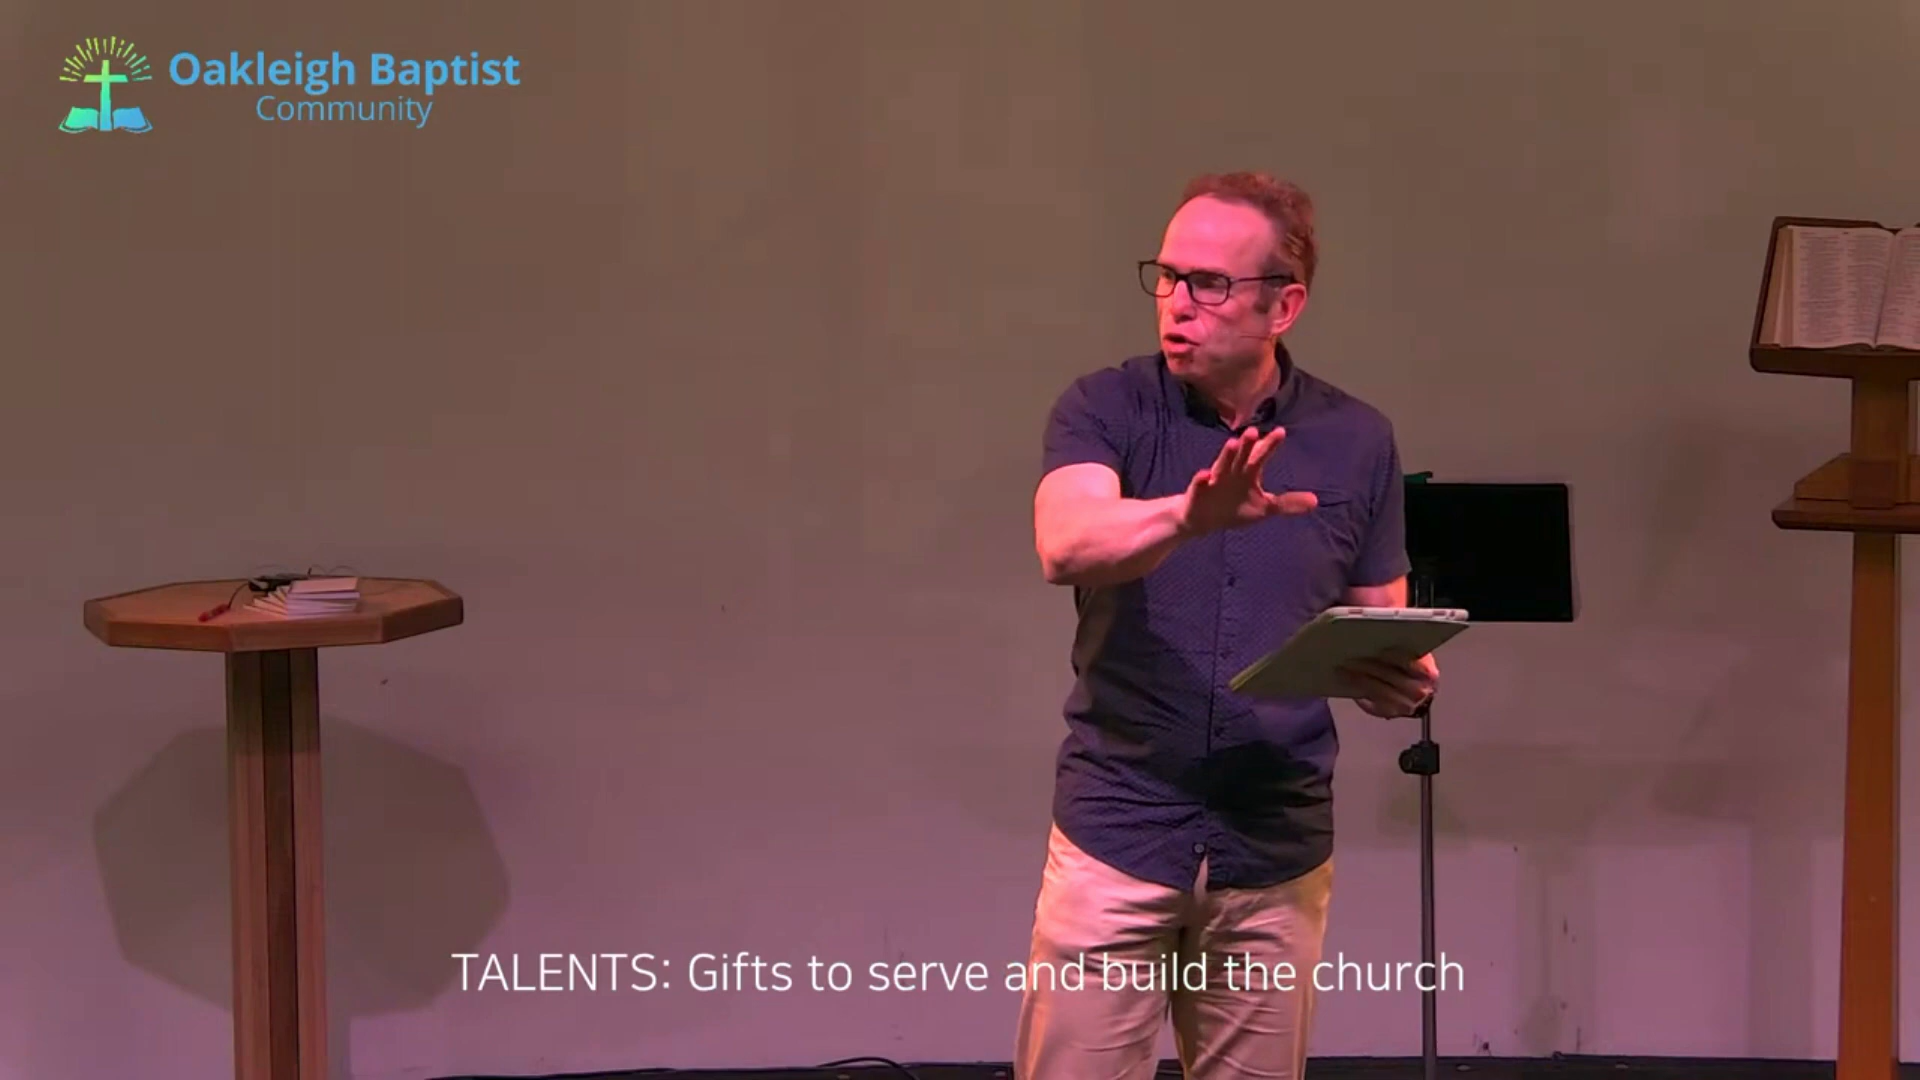 Oakleigh Baptist
Community
TALENTS: Gifts to serve and build the church